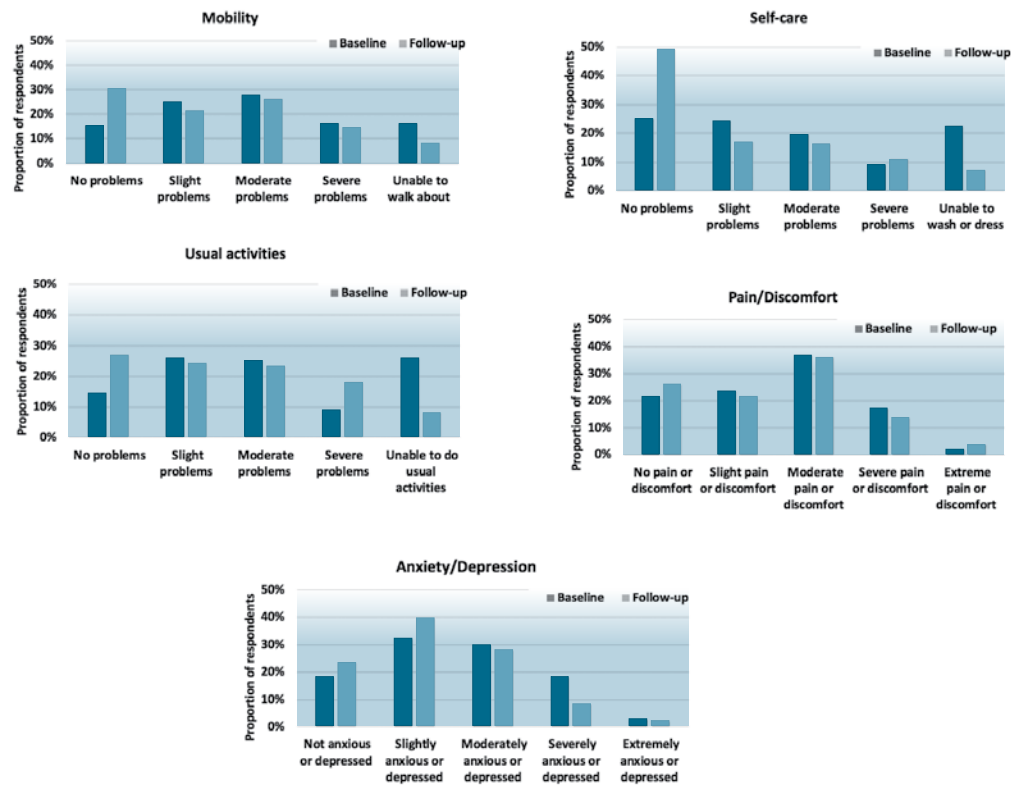 Mobility
Proportion of respondents
50%
40%
30%
20%
10%
0%
Baseline Follow-up
No problems Slight Moderate Severe Unable to
problems problems problems walk about
Self-care
Proportion of respondents
50%
40%
30%
20%
10%
0%
Baseline Follow-up
No problems Slight Moderate Severe Unable to
problems problems problems wash or dress
Usual activities
Proportion of respondents
50%
40%
30%
20%
10%
0%
Baseline Follow-up
No problems Slight Moderate Severe Unable to do
problems problems problems usual
activities
Pain/Discomfort
Proportion of respondents
50%
40%
30%
20%
10%
0%
Baseline Follow-up
No pain or Slight pain Moderate Severe pain Extreme
discomfort or discomfort pain or or discomfort pain or
discomfort discomfort
Anxiety/Depression
Proportion of respondents
50%
40%
30%
20%
10%
0%
Baseline Follow-up
Not anxious Slightly Moderately Severely Extremely
or depressed anxious or anxious or anxious or anxious or
depressed depressed depressed depressed